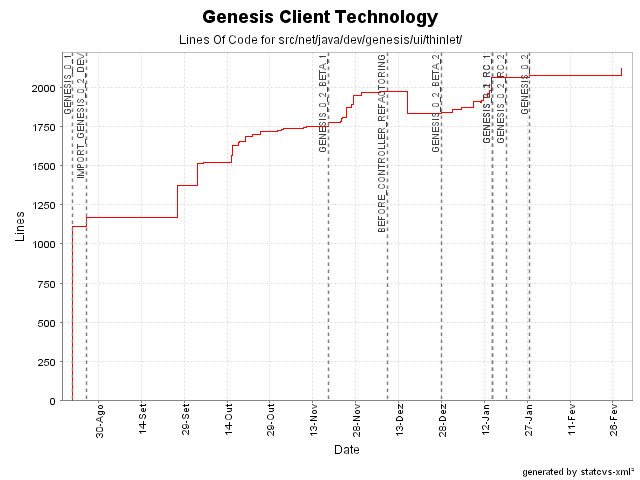 Genesis Client Technology
Lines Of Code for src/net/java/dev/genesis/ui/thinlet/
GENESIS_0_1
IMPORT_GENESIS_0_2_DEV
GENESIS_0_2_BETA_1
BEFORE_CONTROLLER_REFACTORING
GENESIS_0_2_BETA_2
GENESIS_0_2_RC_1
GENESIS_0_2_RC_2
GENESIS_0_2
Lines
2000
1750
1500
1250
1000
750
500
250
0
30-Ago
14-Set
29-Set
14-Out
29-Out
13-Nov
28-Nov
13-Dez
28-Dez
12-Jan
27-Jan
11-Fev
26-Fev
Date
generated by statcvs-xml²